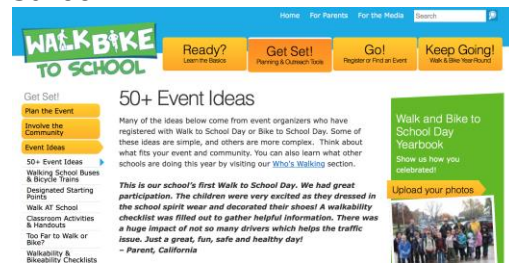 Home For Parents For the Media Search
WALK BIKE
TO SCHOOL
Ready?
Learn the Basics
Get Set!
Planning & Outreach Tools
Go!
Register or Find an Event
Keep Going!
Walk & Bike Year-Round
Get Set!
Plan the Event
Involve the
Community
Event Ideas
50+ Event Ideas
Walking School Buses
& Bicycle Trains
Designated Starting
Points
Walk AT School
Classroom Activities
& Handouts
Too Far to Walk or
Bike?
Walkability &
Bikeability Checklists
50+ Event Ideas
Many of the ideas below come from event organizers who have
registered with Walk to School Day or Bike to School Day. Some of
these ideas are simple, and others are more complex. Think about
what fits your event and community. You can also learn what other
schools are doing this year by visiting our Who's Walking section.
This is our school's first Walk to School Day. We had great
participation. The children were very excited as they dressed in
the school spirit wear and decorated their shoes! A walkability
checklist was filled out to gather helpful information. There was
a huge impact of not so many drivers which helps the traffic
issue. Just a great, fun, safe and healthy day!
– Parent, California
Walk and Bike to
School Day
Yearbook
Show us how you
celebrated!
Upload your photos